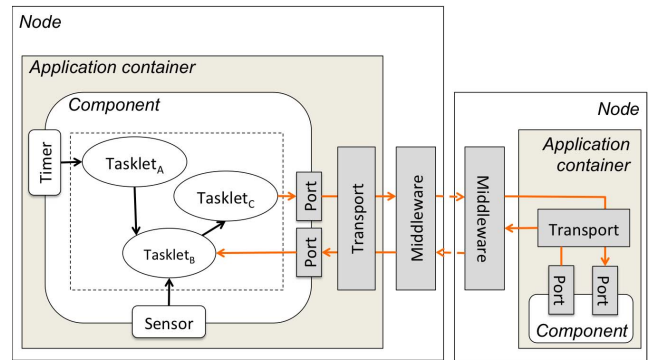 Node
Application container
Component
Timer
Tasklet_A
Tasklet_C
Tasklet_B
Sensor
Port
Port
Transport
Middleware
Middleware
Node
Application
container
Transport
Port
Port
Component